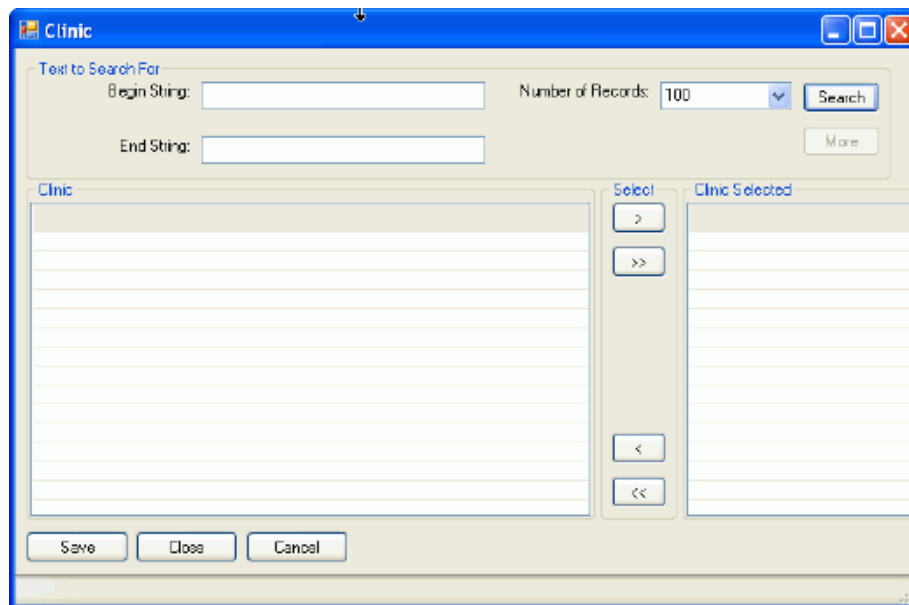 Clinic
Text to Search For
Begin String:
Number of Records: 100 Search
End String:
More
Clinic
Select
Clinic Selected
>
>>
<
<<
Save Close Cancel